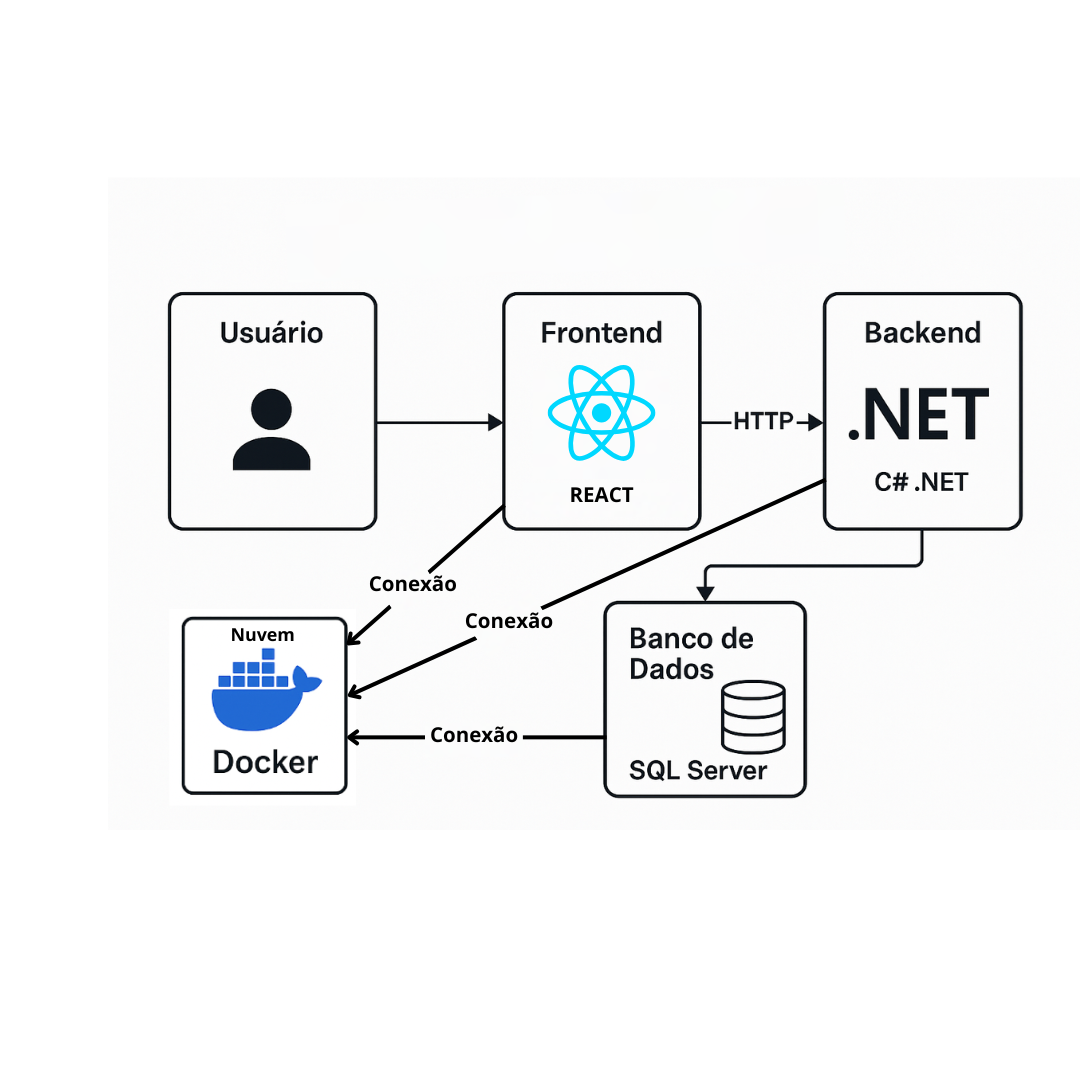 Usuário
Frontend
REACT
HTTP
Backend
.NET
C# .NET
Conexão
Conexão
Nuvem
Docker
Conexão
Banco de
Dados
SQL Server